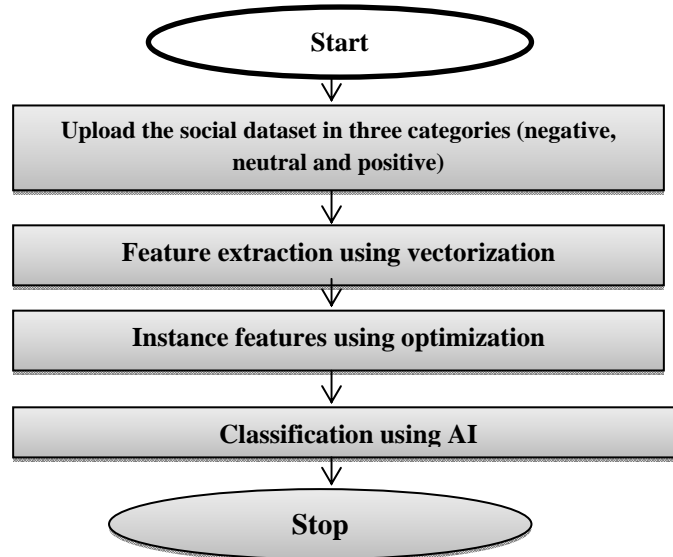 Start
Upload the social dataset in three categories (negative,
neutral and positive)
Feature extraction using vectorization
Instance features using optimization
Classification using AI
Stop